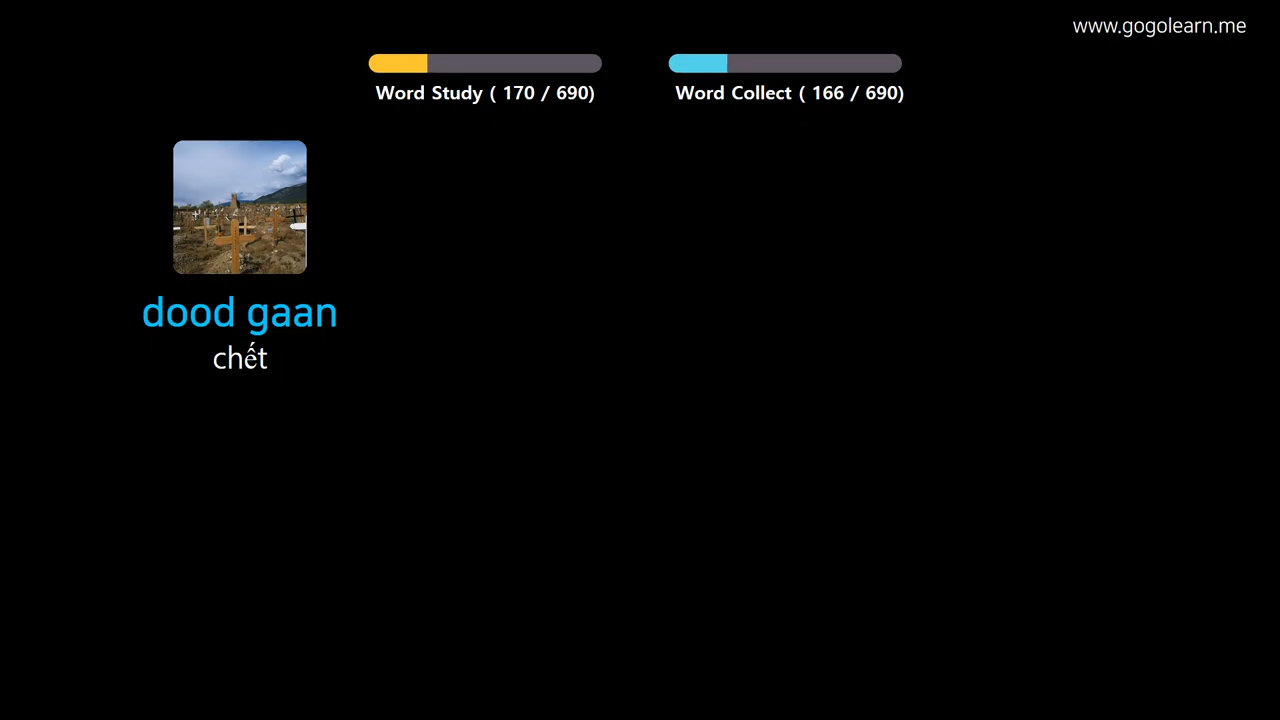 www.gogolearn.me
Word Study ( 170 / 690)
Word Collect ( 166 / 690)
dood gaan
chết